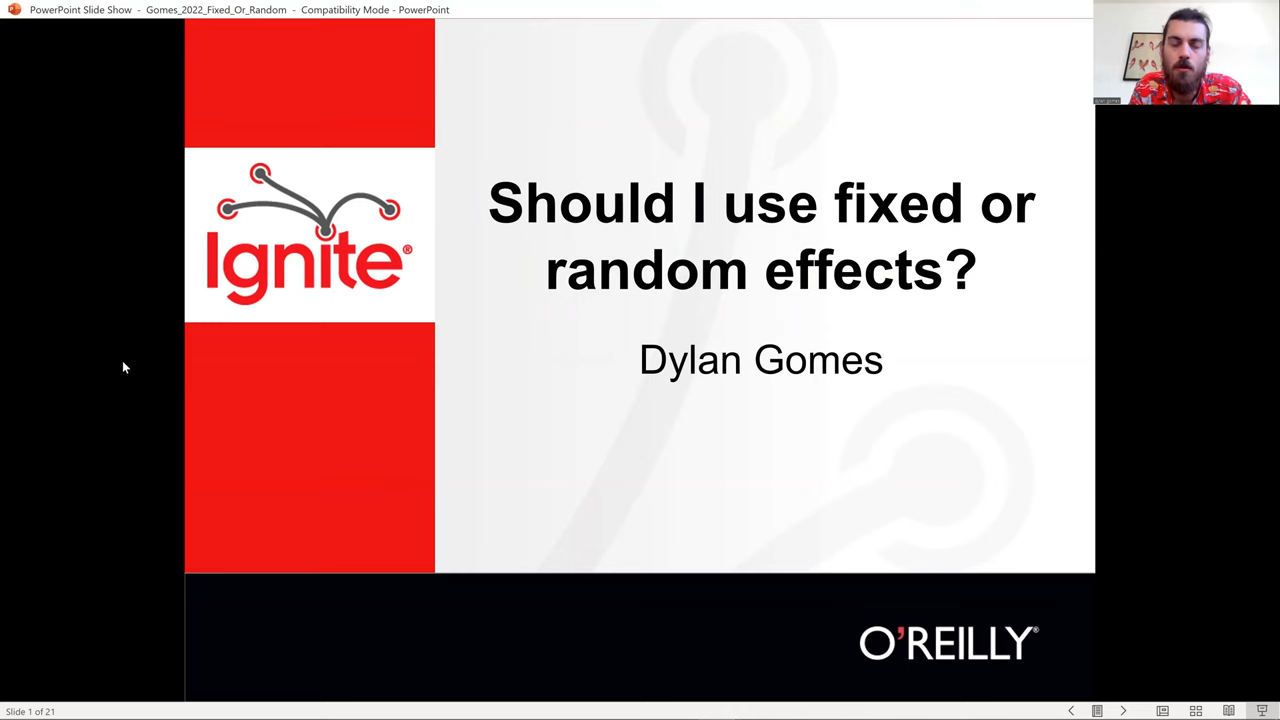 PowerPoint Slide Show - Gomes_2022_Fixed_Or_Random - Compatibility Mode - PowerPoint
Ignite®
Should I use fixed or
random effects?
Dylan Gomes
O'REILLY®
Slide 1 of 21